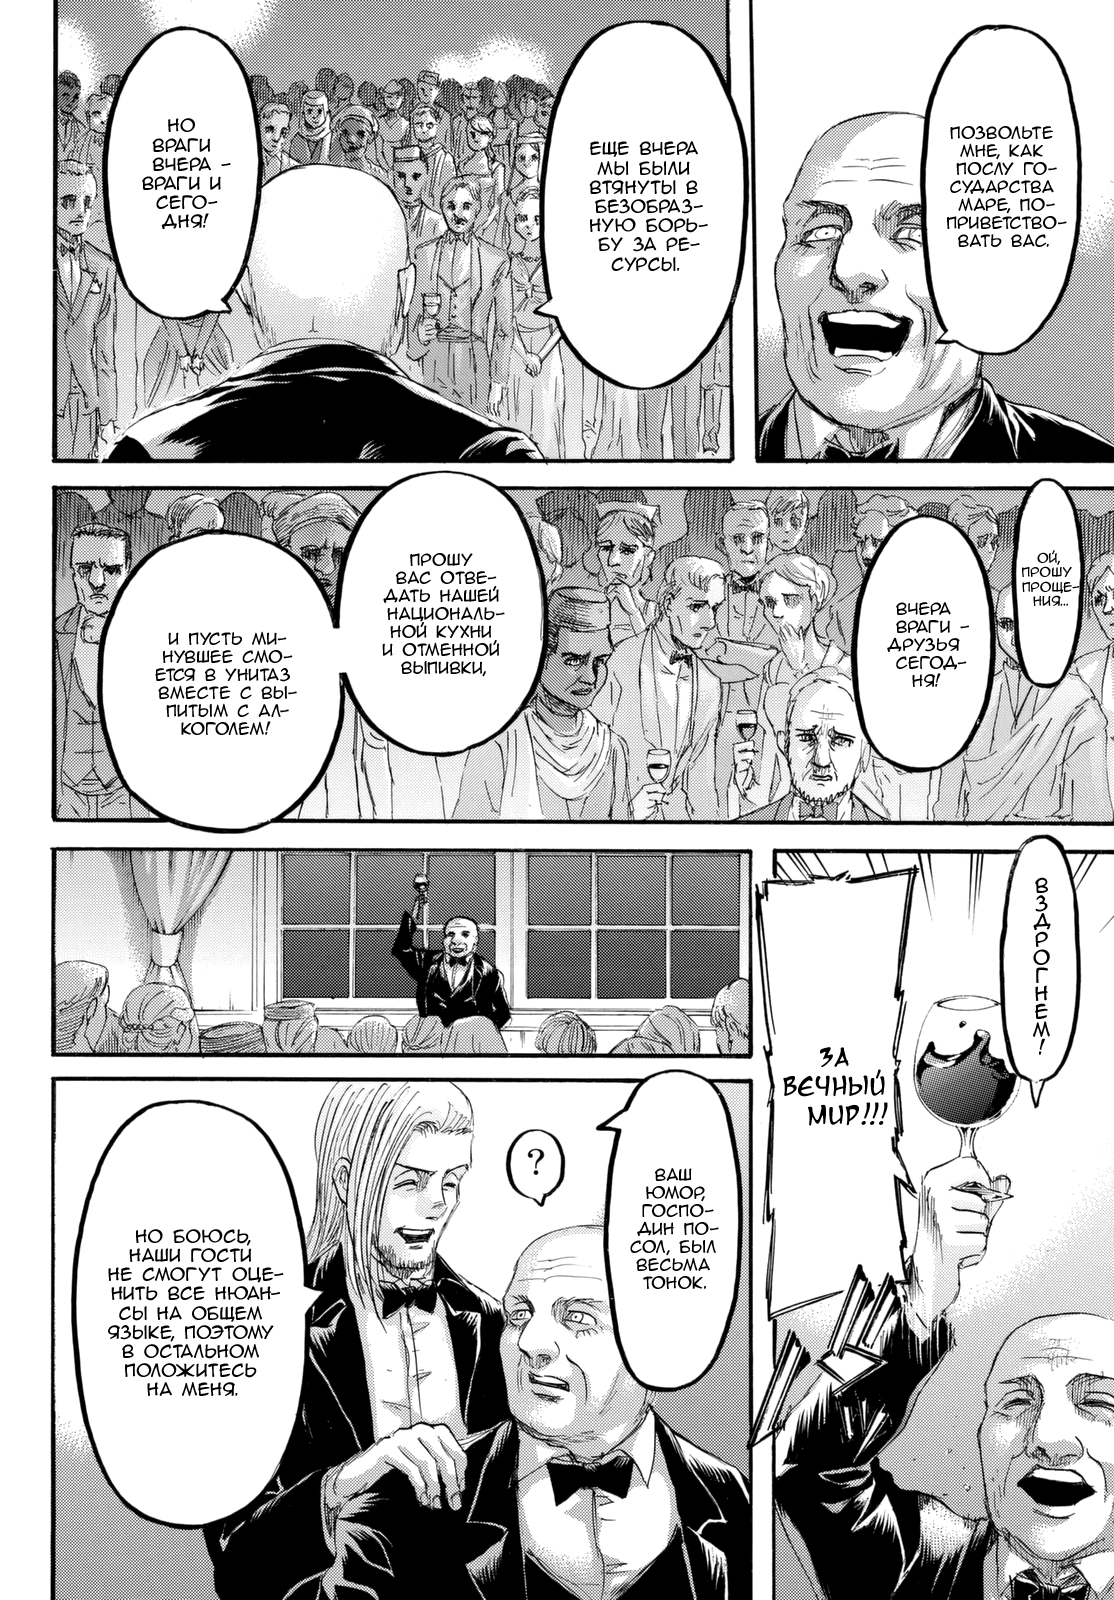 ПОЗВОЛЬТЕ
МНЕ, КАК
ПОСЛУ ГО-
СУДАРСТВА
МАРЕ, ПО-
ПРИВЕТСТВО-
ВАТЬ ВАС.
ЕЩЕ ВЧЕРА
МЫ БЫЛИ
ВТЯНУТЫ В
БЕЗОБРАЗ-
НУЮ БОРЬ-
БУ ЗА РЕ-
СУРСЫ.
НО
ВРАГИ
ВЧЕРА –
ВРАГИ И
СЕГО-
ДНЯ!
ОЙ,
ПРОШУ
ПРОЩЕ-
НИЯ...
ВЧЕРА
ВРАГИ –
ДРУЗЬЯ
СЕГОД-
НЯ!
ПРОШУ
ВАС ОТВЕ-
ДАТЬ НАШЕЙ
НАЦИОНАЛЬ-
НОЙ КУХНИ
И ОТМЕННОЙ
ВЫПИВКИ,
И ПУСТЬ МИ-
НУВШЕЕ СМО-
ЕТСЯ В УНИТАЗ
ВМЕСТЕ С ВЫ-
ПИТЫМ С АЛ-
КОГОЛЕМ!
ВЗДРОГНЕМ!
ЗА
ВЕЧНЫЙ
МИР!!!
ВАШ
ЮМОР,
ГОСПО-
ДИН ПО-
СОЛ, БЫЛ
ВЕСЬМА
ТОНОК.
?
НО БОЮСЬ,
НАШИ ГОСТИ
НЕ СМОГУТ ОЦЕ-
НИТЬ ВСЕ НЮАН-
СЫ НА ОБЩЕМ
ЯЗЫКЕ, ПОЭТОМУ
В ОСТАЛЬНОМ
ПОЛОЖИТЕСЬ
НА МЕНЯ.